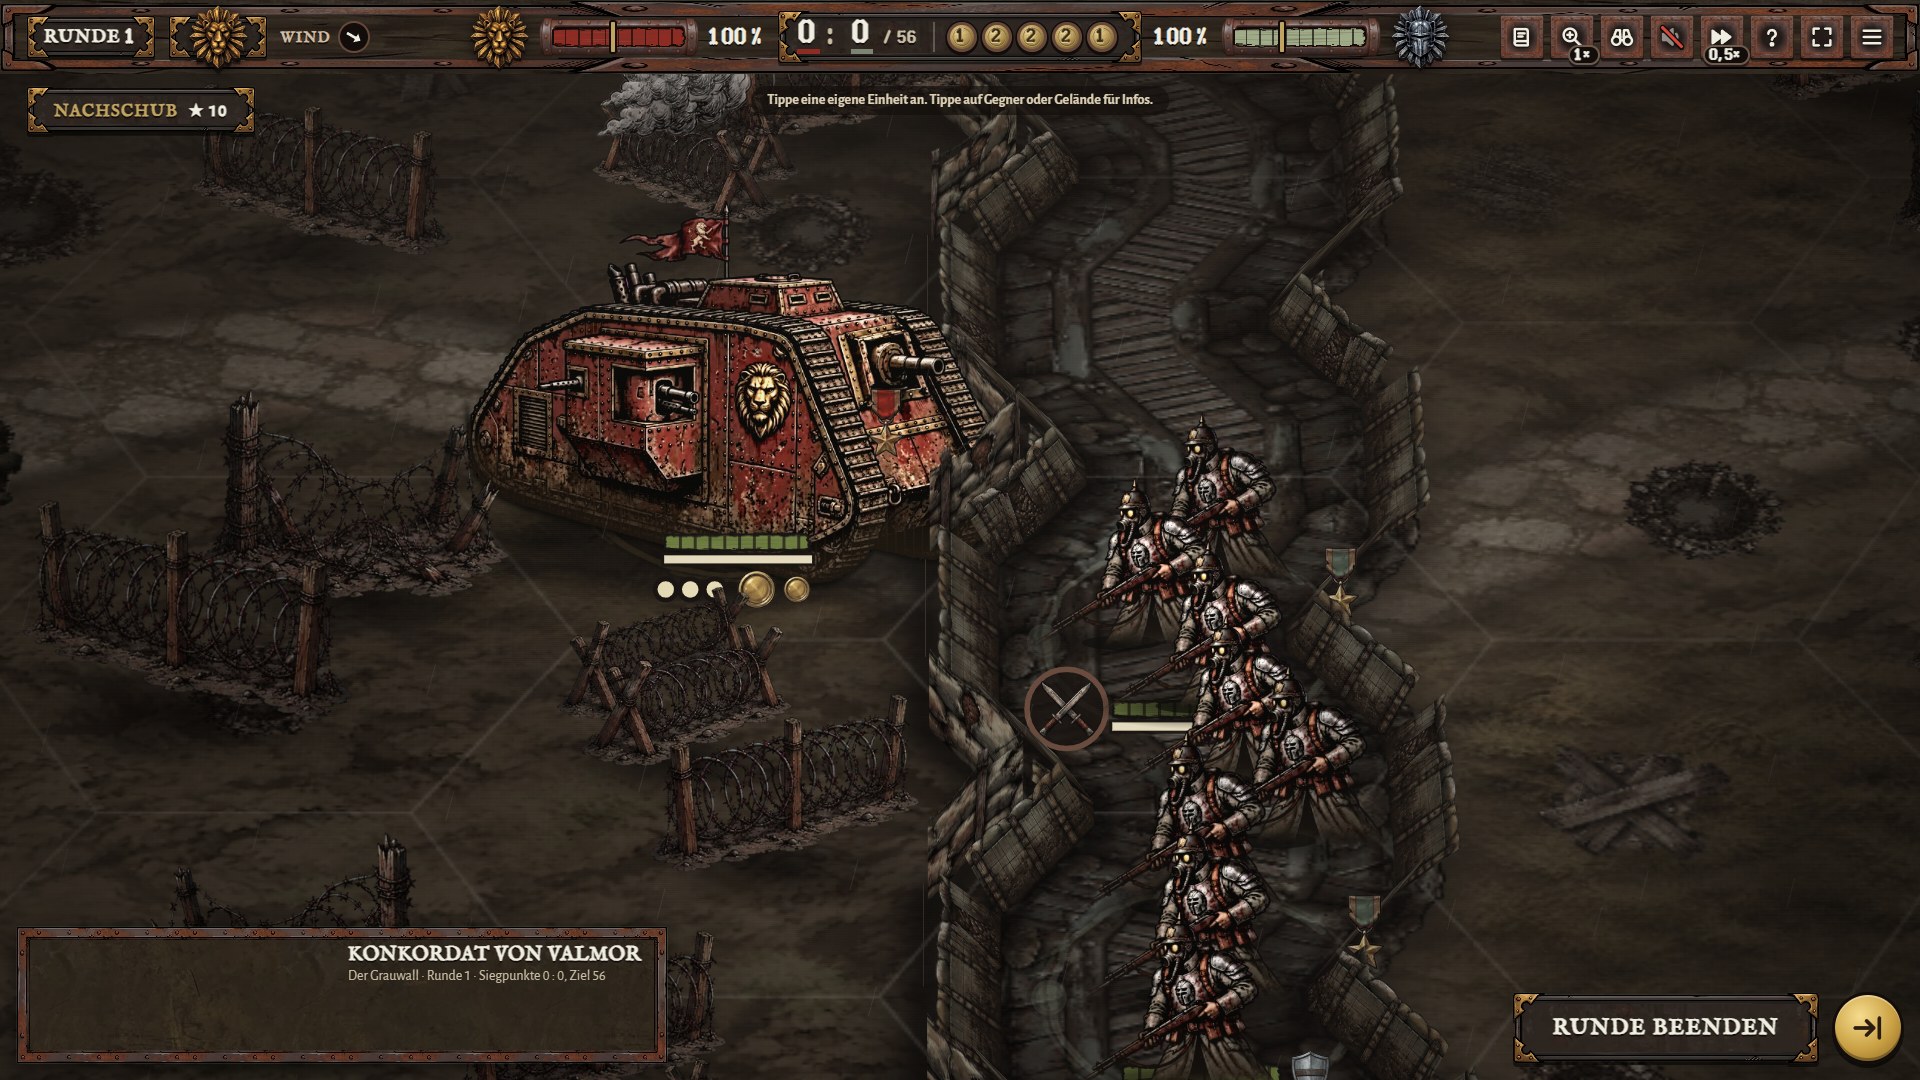 RUNDE 1
WIND
100 %
0 : 0 / 56
1 2 2 2 1
100 %
1×
0,5×
?
NACHSCHUB ★ 10
Tippe eine eigene Einheit an. Tippe auf Gegner oder Gelände für Infos.
KONKORDAT VON VALMOR
Der Grauwall · Runde 1 · Siegpunkte 0 : 0, Ziel 56
RUNDE BEENDEN